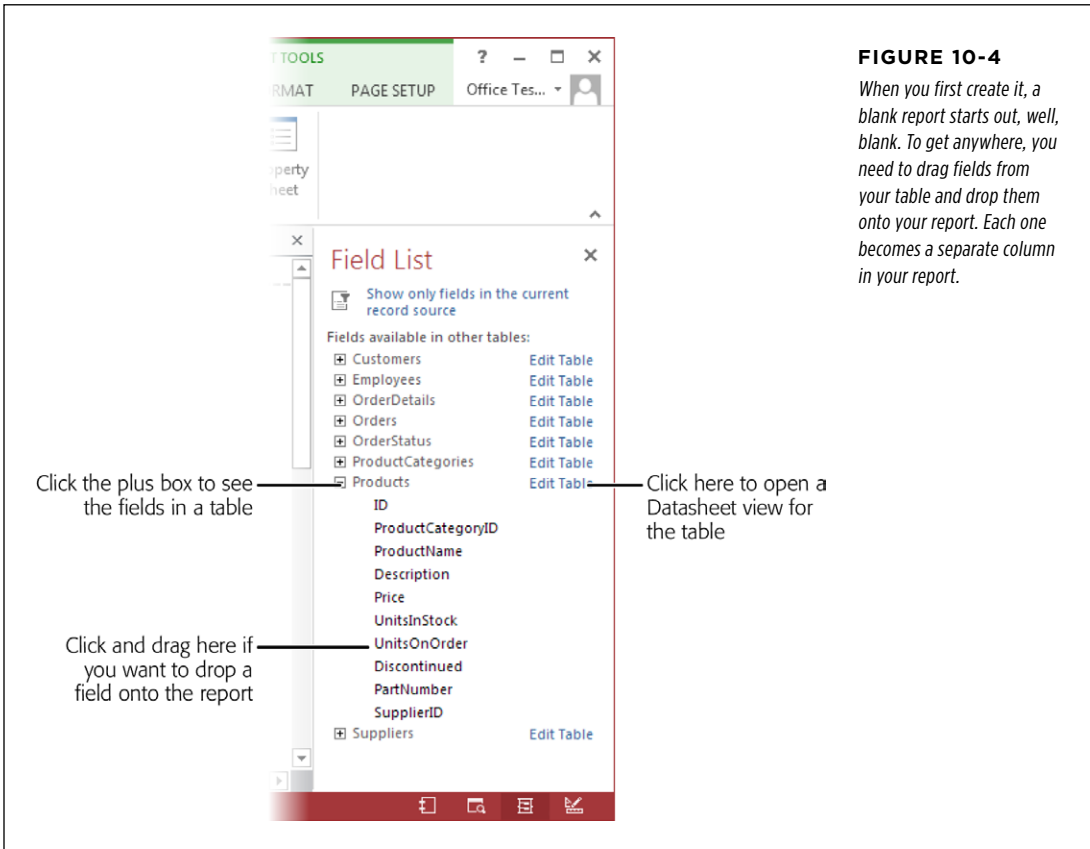 T TOOLS
?
RMAT PAGE SETUP Office Tes...
operty
heet
Field List
Show only fields in the current
record source
Fields available in other tables:
Customers Edit Table
Employees Edit Table
OrderDetails Edit Table
Orders Edit Table
OrderStatus Edit Table
ProductCategories Edit Table
Products Edit Table
ID
ProductCategoryID
ProductName
Description
Price
UnitsInStock
UnitsOnOrder
Discontinued
PartNumber
SupplierID
Suppliers Edit Table
Click the plus box to see
the fields in a table
Click and drag here if
you want to drop a
field onto the report
Click here to open a
Datasheet view for
the table
FIGURE 10-4
When you first create it, a
blank report starts out, well,
blank. To get anywhere, you
need to drag fields from
your table and drop them
onto your report. Each one
becomes a separate column
in your report.